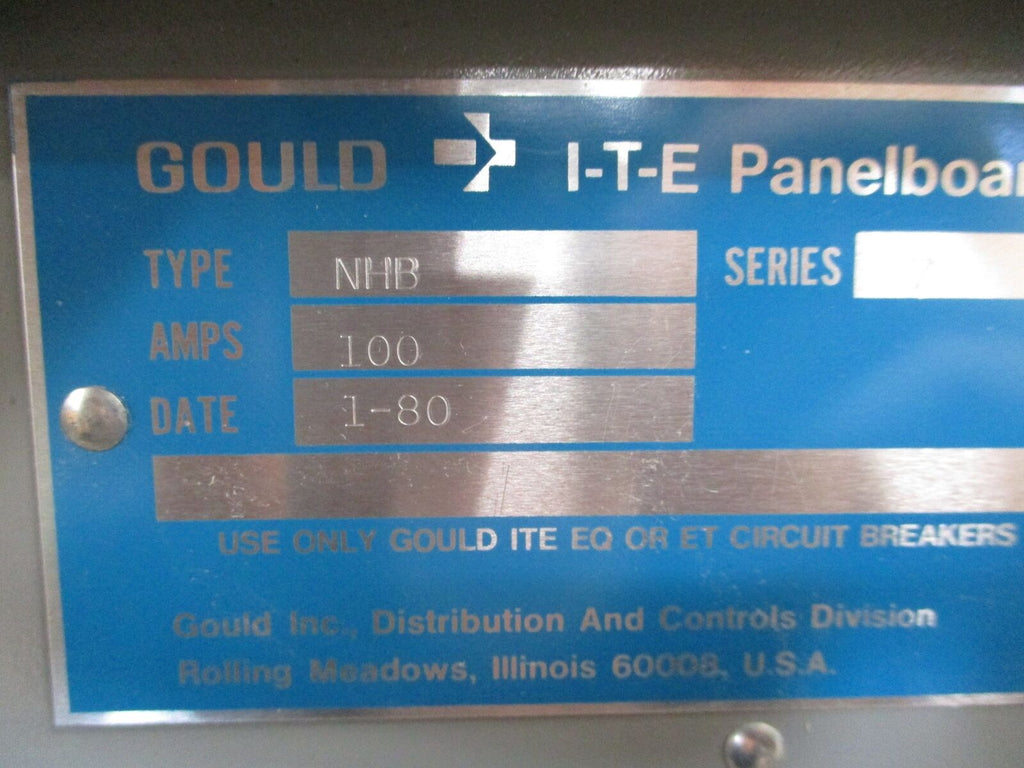 GOULD I-T-E Panelboa
TYPE NHB SERIES
AMPS 100
DATE 1-80
USE ONLY GOULD ITE EQ OR ET CIRCUIT BREAKERS
Gould Inc., Distribution And Controls Division
Rolling Meadows, Illinois 60008, U.S.A.